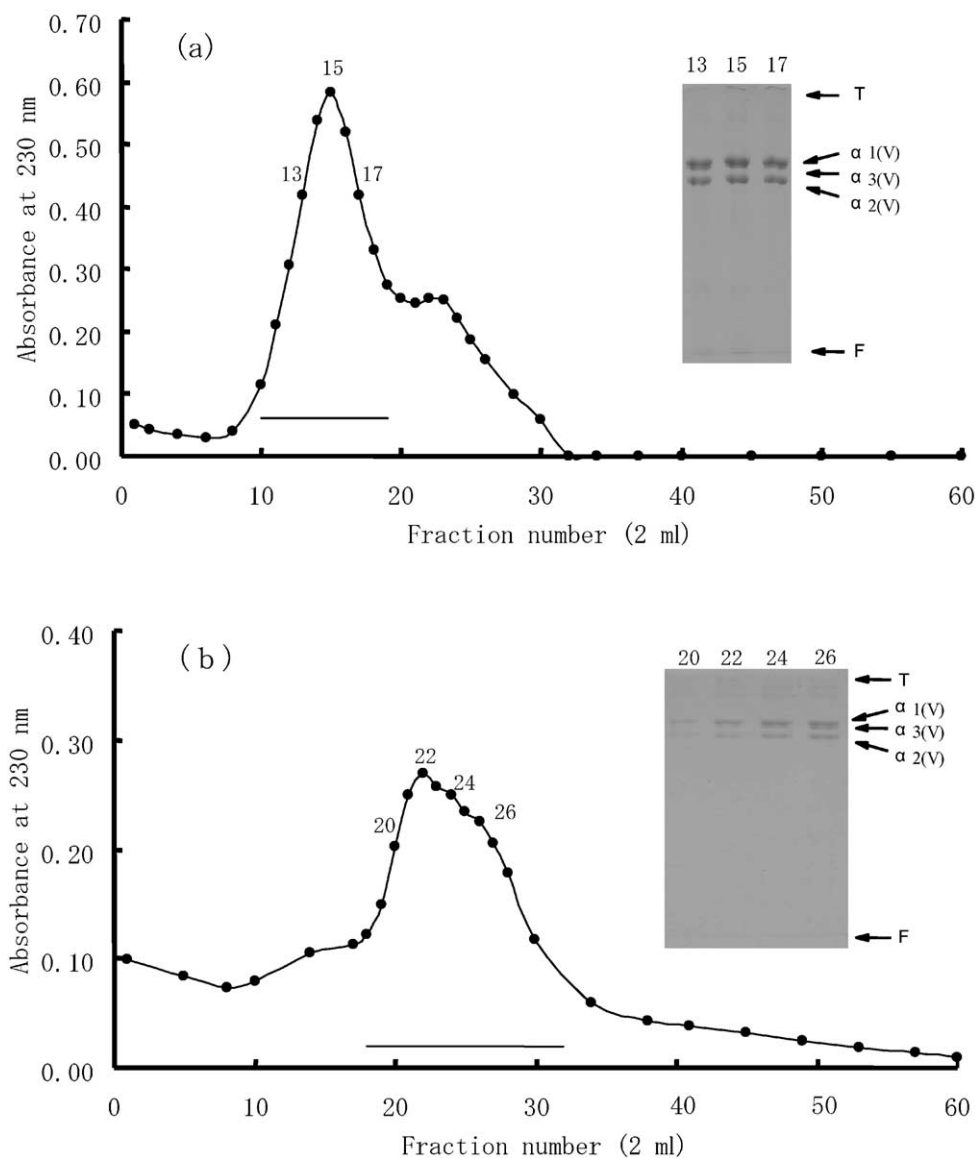 (a)
0.70
0.60
0.50
0.40
0.30
0.20
0.10
0.00
Absorbance at 230 nm
15
13
17
13 15 17
T
α 1(V)
α 3(V)
α 2(V)
F
0 10 20 30 40 50 60
Fraction number (2 ml)
(b)
0.40
0.30
0.20
0.10
0.00
Absorbance at 230 nm
22
24
20
26
20 22 24 26
T
α 1(V)
α 3(V)
α 2(V)
F
0 10 20 30 40 50 60
Fraction number (2 ml)